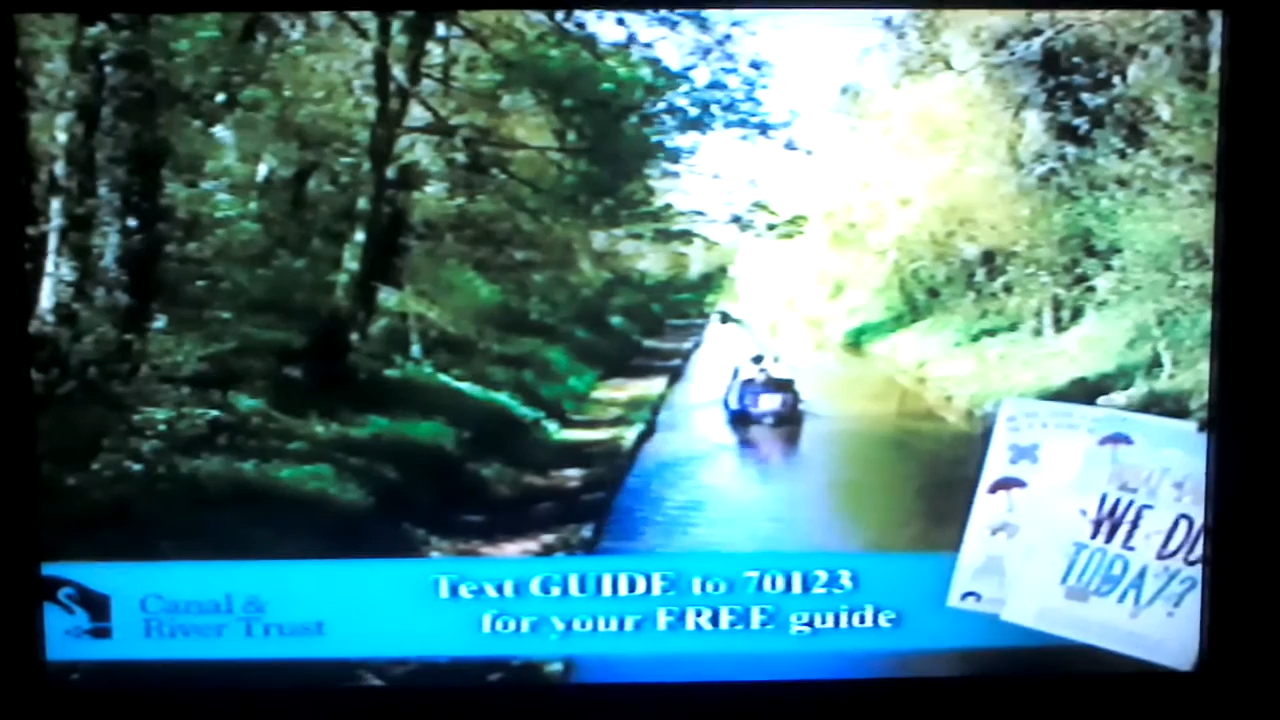 Canal &
River Trust
Text GUIDE to 70123
for your FREE guide
WE DO
TODAY?